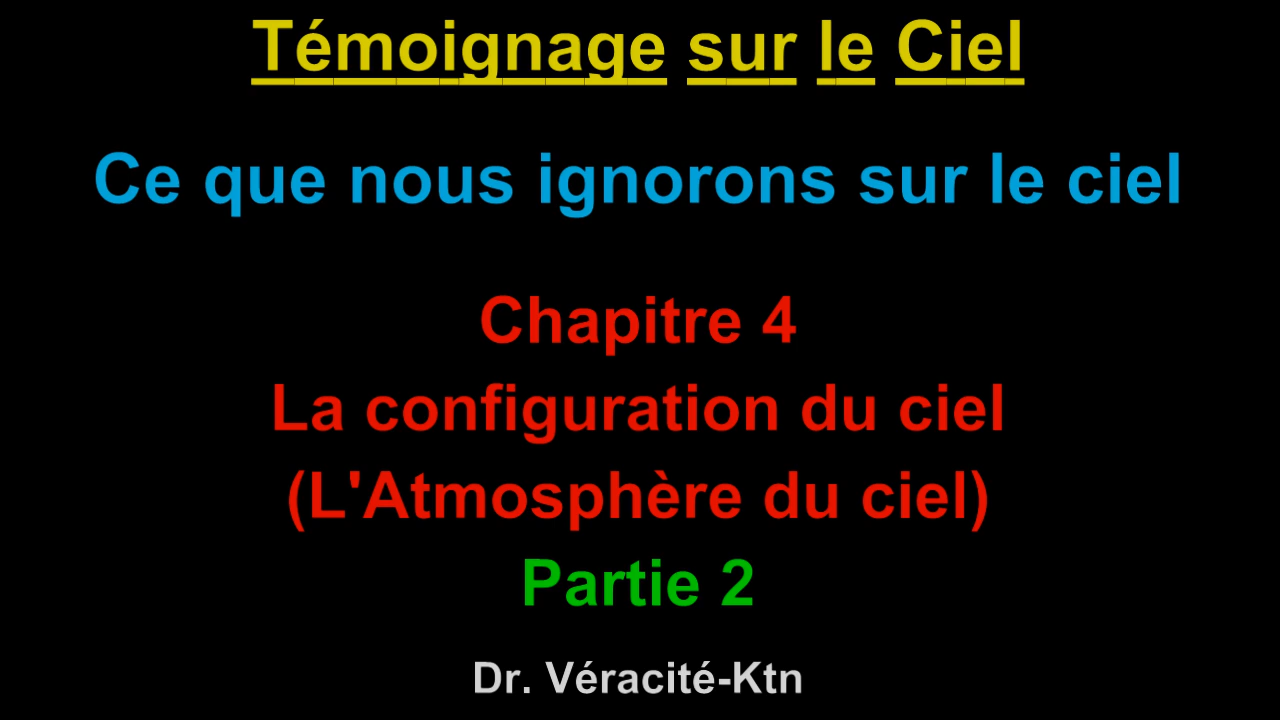 Témoignage sur le Ciel
Ce que nous ignorons sur le ciel
Chapitre 4
La configuration du ciel
(L'Atmosphère du ciel)
Partie 2
Dr. Véracité-Ktn